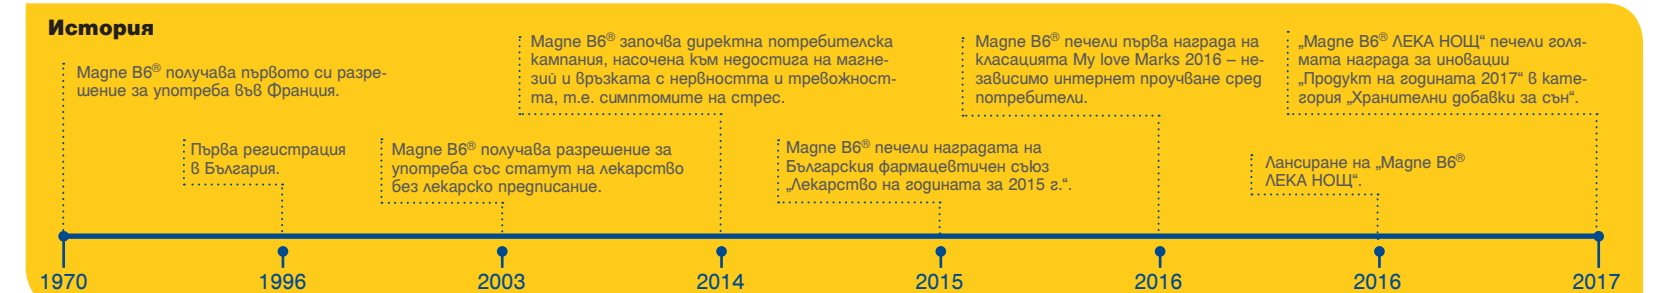 История
Magne B6® получава първото си разре-
шение за употреба във Франция.
Първа регистрация
в България.
Magne B6® получава разрешение за
употреба със статут на лекарство
без лекарско предписание.
Magne B6® започва директна потребителска
кампания, насочена към недостига на магне-
зий и връзката с нервността и тревожност-
та, т.е. симптомите на стрес.
Magne B6® печели наградата на
Българския фармацевтичен съюз
„Лекарство на годината за 2015 г.“.
Magne B6® печели първа награда на
класацията My love Marks 2016 – не-
зависимо интернет проучване сред
потребители.
Лансиране на „Magne B6®
ЛЕКА НОЩ“.
„Magne B6® ЛЕКА НОЩ“ печели голя-
мата награда за иновации
„Продукт на годината 2017“ в кате-
гория „Хранителни добавки за сън“.
1970
1996
2003
2014
2015
2016
2016
2017